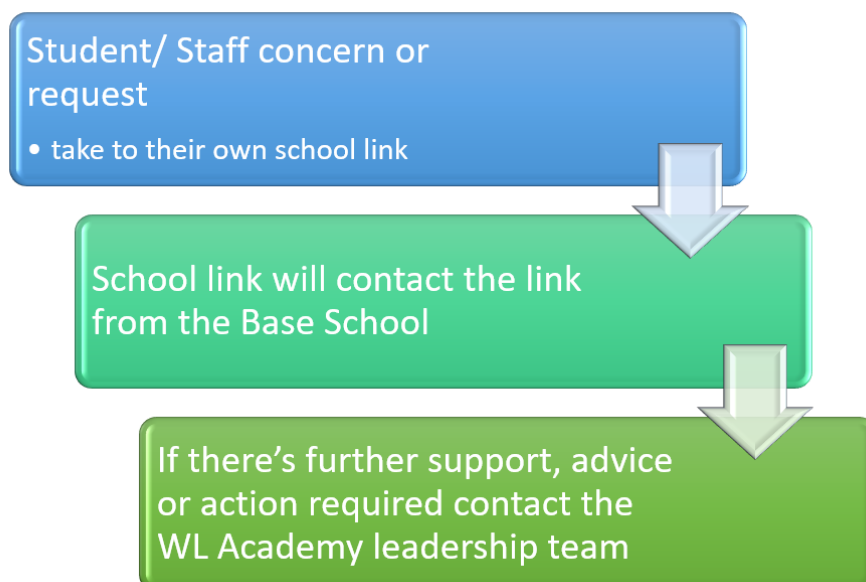 Student/ Staff concern or
request
• take to their own school link
School link will contact the link
from the Base School
If there’s further support, advice
or action required contact the
WL Academy leadership team